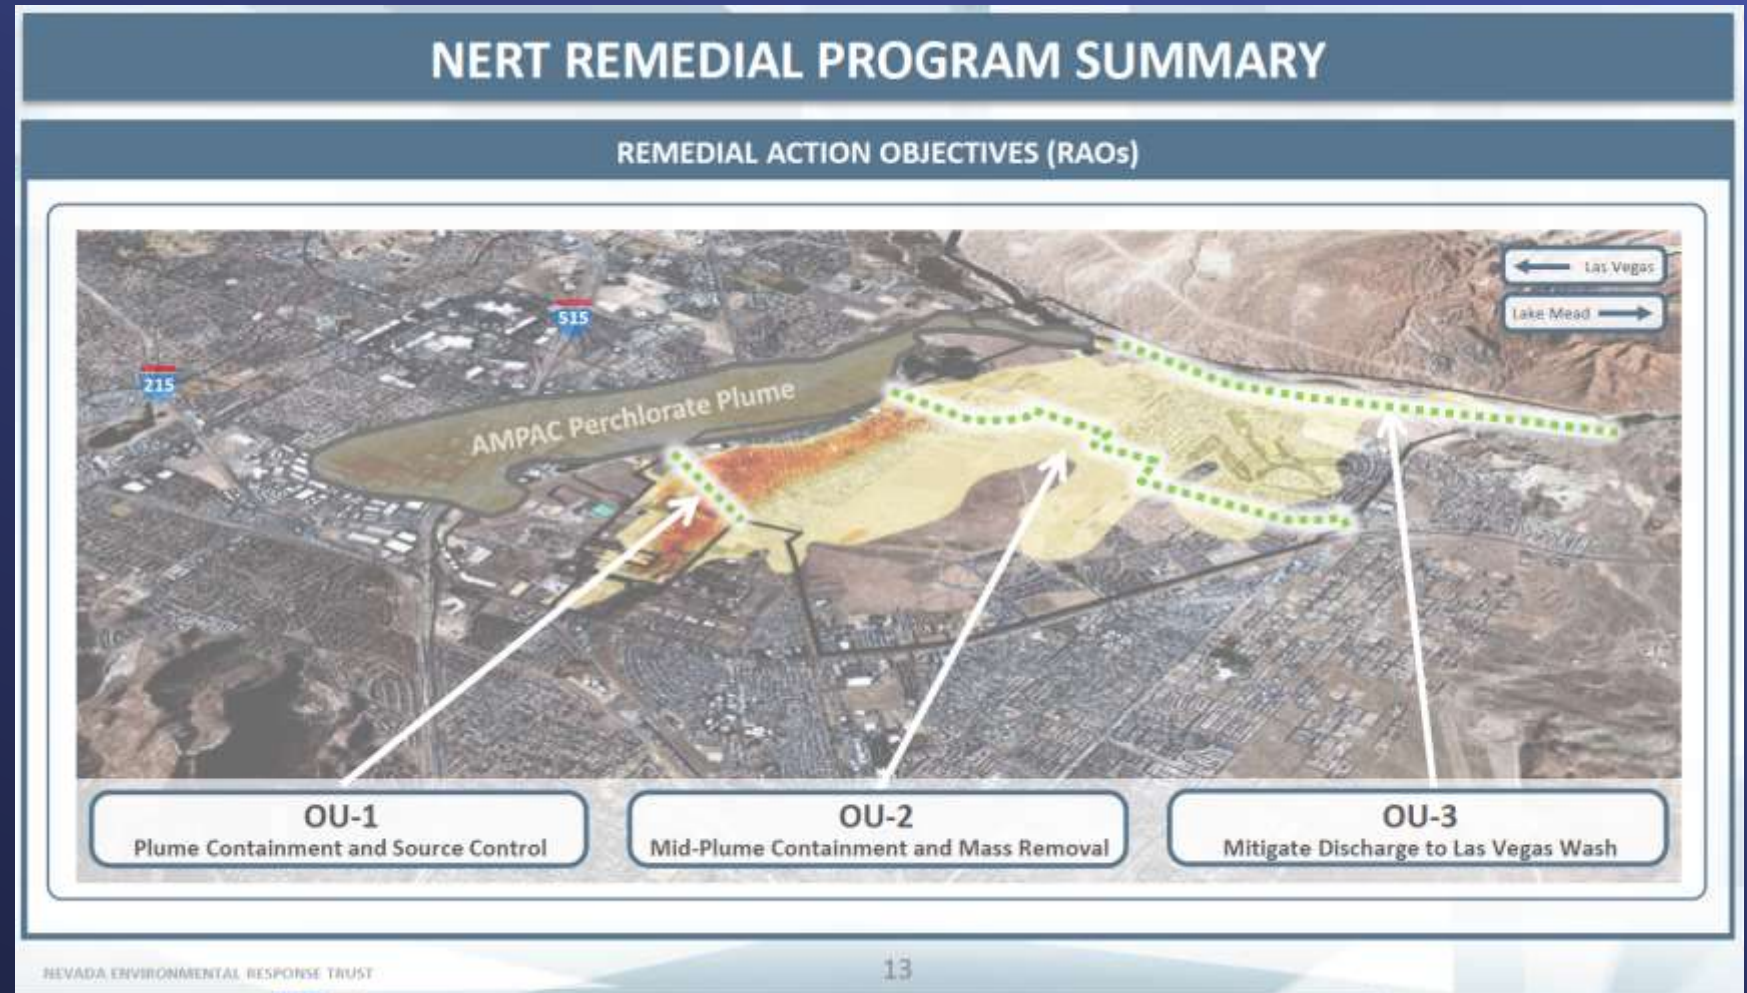 NERT REMEDIAL PROGRAM SUMMARY
REMEDIAL ACTION OBJECTIVES (RAOs)
Las Vegas
Lake Mead
515
215
AMPAC Perchlorate Plume
OU-1
Plume Containment and Source Control
OU-2
Mid-Plume Containment and Mass Removal
OU-3
Mitigate Discharge to Las Vegas Wash
NEVADA ENVIRONMENTAL RESPONSE TRUST
13